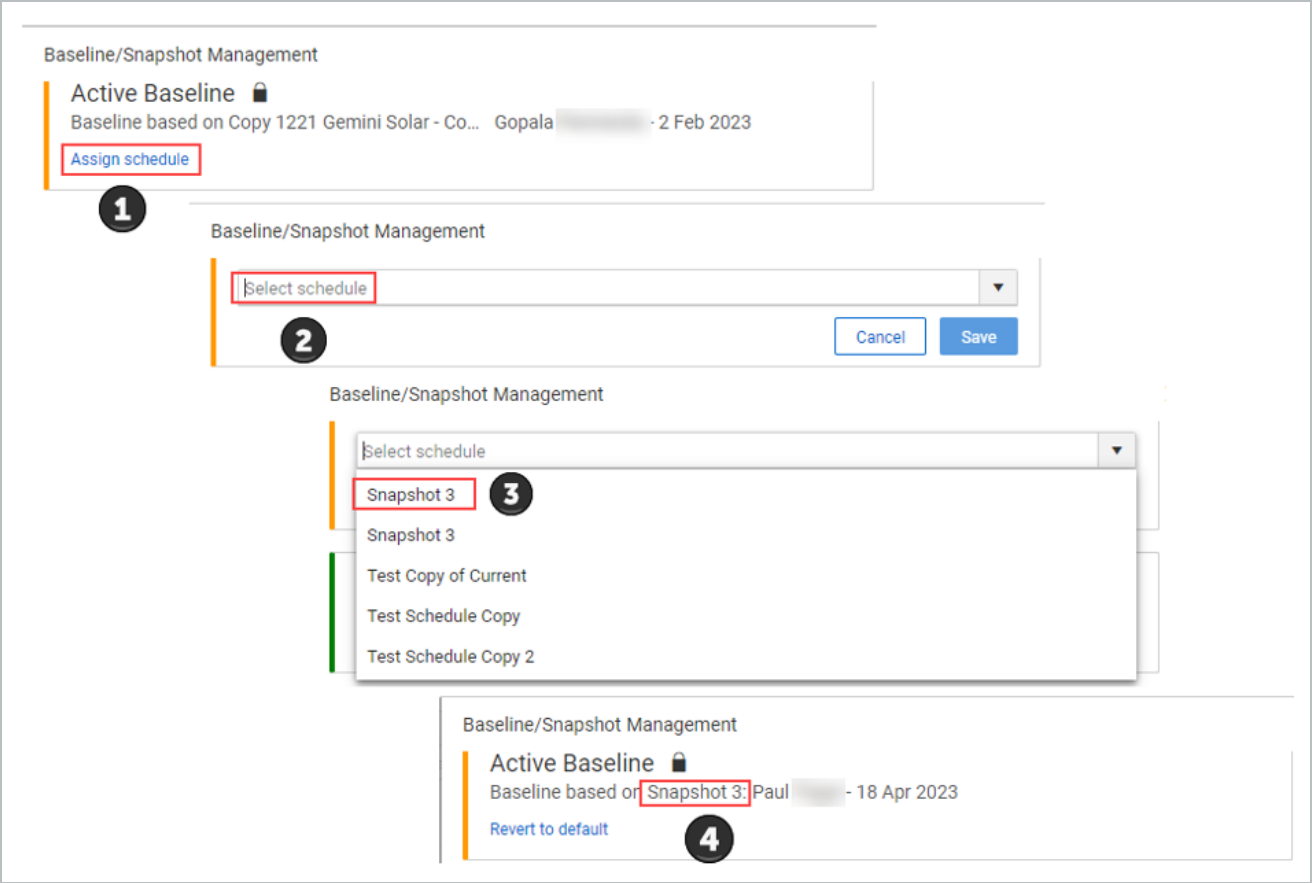 Baseline/Snapshot Management
Active Baseline
Baseline based on Copy 1221 Gemini Solar - Co... Gopala - 2 Feb 2023
Assign schedule
1
Baseline/Snapshot Management
Select schedule
2
Cancel Save
Baseline/Snapshot Management
Select schedule
Snapshot 3 3
Snapshot 3
Test Copy of Current
Test Schedule Copy
Test Schedule Copy 2
Baseline/Snapshot Management
Active Baseline
Baseline based on Snapshot 3: Paul - 18 Apr 2023
Revert to default
4